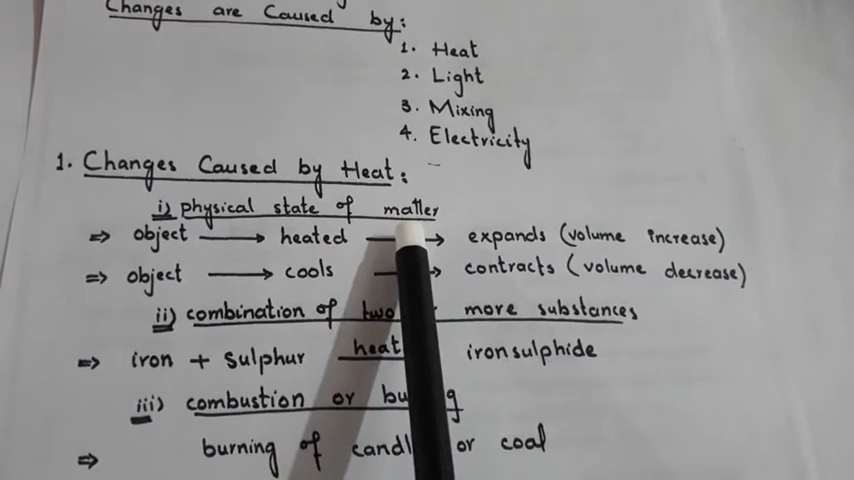 Changes are Caused by:
1. Heat
2. Light
3. Mixing
4. Electricity
1. Changes Caused by Heat:
i) physical state of matter
⇒ object → heated → expands (volume increase)
⇒ object → cools → contracts (volume decrease)
ii) combination of two more substances
⇒ iron + sulphur heat iron sulphide
iii) combustion or
⇒ burning of or coal